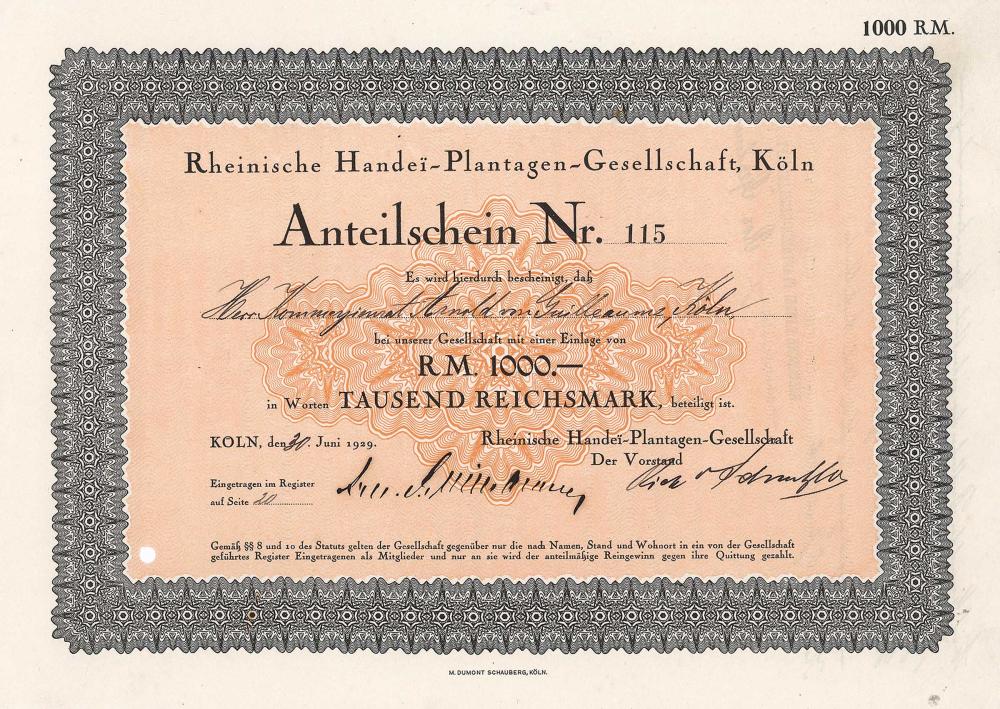 1000 RM.
Rheinische Handeï-Plantagen-Gesellschaft, Köln
Anteilschein Nr. 115
Es wird hierdurch bescheinigt, daß
Herr Kommerzienrat Arnold von Guilleaume, Köln
bei unserer Gesellschaft mit einer Einlage von
RM. 1000.—
in Worten TAUSEND REICHSMARK, beteiligt ist.
KÖLN, den 30. Juni 1929.
Rheinische Handeï-Plantagen-Gesellschaft
Der Vorstand
Eingetragen im Register
auf Seite 20
Gemäß §§ 8 und 10 des Statuts gelten der Gesellschaft gegenüber nur die nach Namen, Stand und Wohnort in ein von der Gesellschaft
geführtes Register Eingetragenen als Mitglieder und nur an sie wird der anteilmäßige Reingewinn gegen ihre Quittung gezahlt.
M. DUMONT SCHAUBERG, KÖLN.